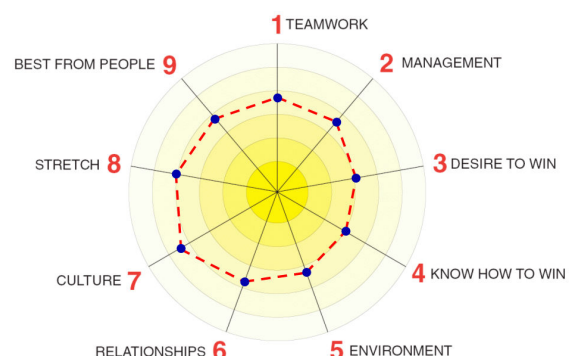 1 TEAMWORK
2 MANAGEMENT
3 DESIRE TO WIN
4 KNOW HOW TO WIN
5 ENVIRONMENT
RELATIONSHIPS 6
CULTURE 7
STRETCH 8
BEST FROM PEOPLE 9